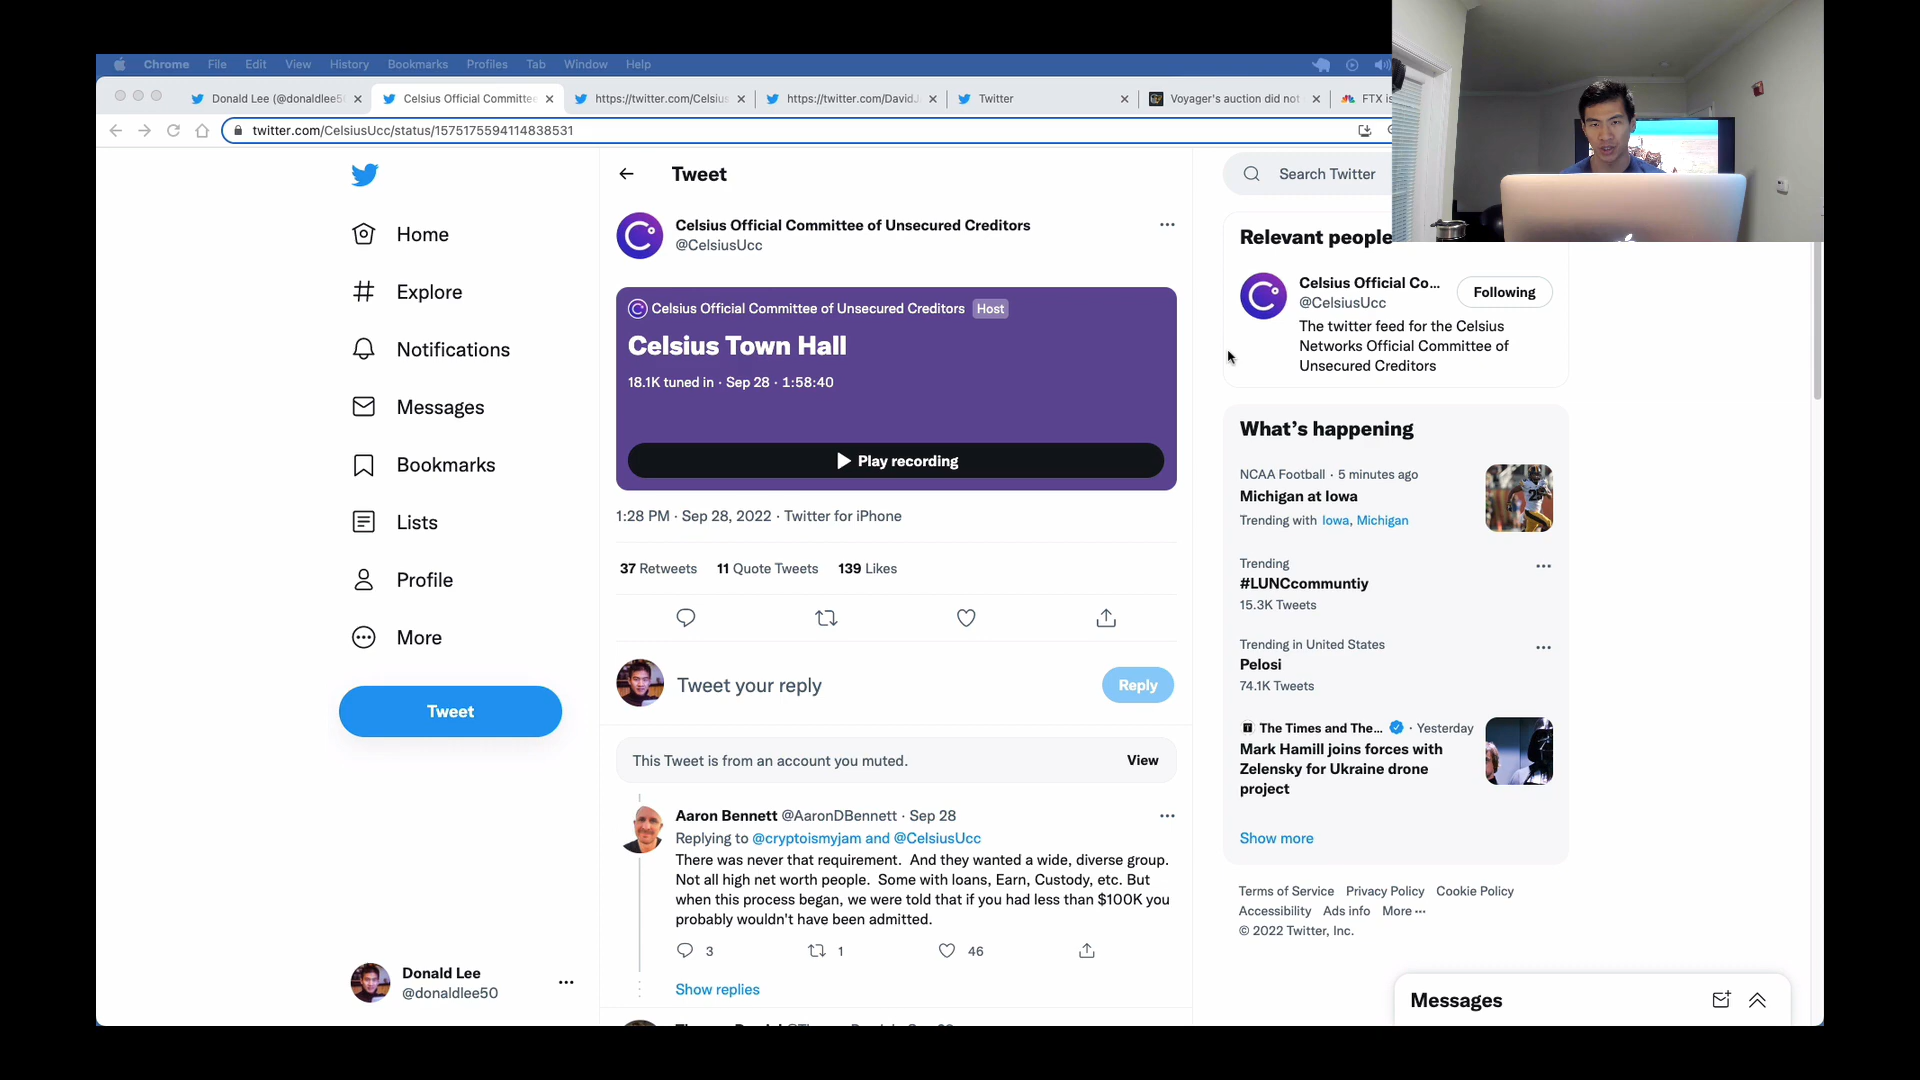 Chrome File Edit View History Bookmarks Profiles Tab Window Help
Donald Lee (@donaldlee5
Celsius Official Committee
https://twitter.com/Celsius
https://twitter.com/DavidJ
Twitter
Voyager's auction did not
FTX is
twitter.com/CelsiusUcc/status/1575175594114838531
Home
Explore
Notifications
Messages
Bookmarks
Lists
Profile
More
Tweet
Donald Lee
@donaldlee50
Tweet
Celsius Official Committee of Unsecured Creditors
@CelsiusUcc
Celsius Official Committee of Unsecured Creditors Host
Celsius Town Hall
18.1K tuned in · Sep 28 · 1:58:40
Play recording
1:28 PM · Sep 28, 2022 · Twitter for iPhone
37 Retweets 11 Quote Tweets 139 Likes
Tweet your reply
Reply
This Tweet is from an account you muted.
View
Aaron Bennett @AaronDBennett · Sep 28
Replying to @cryptoismyjam and @CelsiusUcc
There was never that requirement. And they wanted a wide, diverse group.
Not all high net worth people. Some with loans, Earn, Custody, etc. But
when this process began, we were told that if you had less than $100K you
probably wouldn't have been admitted.
3 1 46
Show replies
Search Twitter
Relevant people
Celsius Official Co...
@CelsiusUcc
Following
The twitter feed for the Celsius
Networks Official Committee of
Unsecured Creditors
What's happening
NCAA Football · 5 minutes ago
Michigan at Iowa
Trending with Iowa, Michigan
Trending
#LUNCcommuntiy
15.3K Tweets
Trending in United States
Pelosi
74.1K Tweets
The Times and The... · Yesterday
Mark Hamill joins forces with
Zelensky for Ukraine drone
project
Show more
Terms of Service Privacy Policy Cookie Policy
Accessibility Ads info More ···
© 2022 Twitter, Inc.
Messages